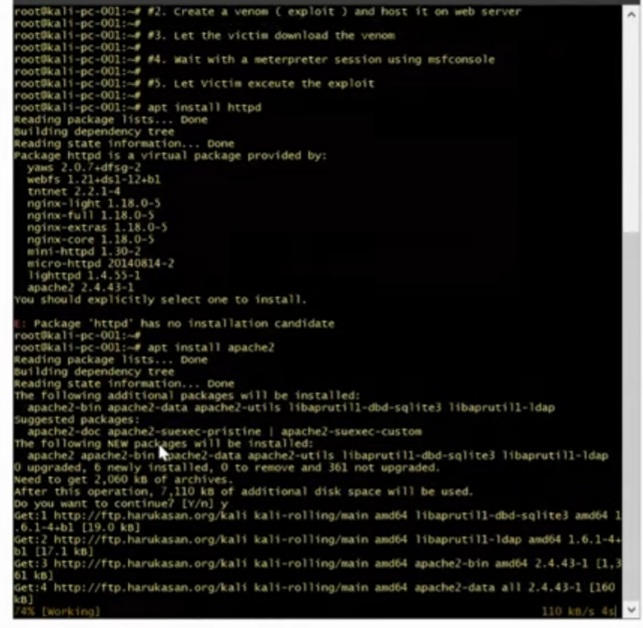 root@kali-pc-001:~# #2. Create a venom ( exploit ) and host it on web server
root@kali-pc-001:~#
root@kali-pc-001:~# #3. Let the victim download the venom
root@kali-pc-001:~#
root@kali-pc-001:~# #4. Wait with a meterpreter session using msfconsole
root@kali-pc-001:~#
root@kali-pc-001:~# #5. Let Victim exceute the exploit
root@kali-pc-001:~#
root@kali-pc-001:~# apt install httpd
Reading package lists... Done
Building dependency tree
Reading state information... Done
Package httpd is a virtual package provided by:
  yaws 2.0.7+dfsg-2
  webfs 1.21+ds1-12+b1
  tntnet 2.2.1-4
  nginx-light 1.18.0-5
  nginx-full 1.18.0-5
  nginx-extras 1.18.0-5
  nginx-core 1.18.0-5
  mini-httpd 1.30-2
  micro-httpd 20140814-2
  lighttpd 1.4.55-1
  apache2 2.4.43-1
You should explicitly select one to install.

E: Package 'httpd' has no installation candidate
root@kali-pc-001:~#
root@kali-pc-001:~# apt install apache2
Reading package lists... Done
Building dependency tree
Reading state information... Done
The following additional packages will be installed:
  apache2-bin apache2-data apache2-utils libaprutil1-dbd-sqlite3 libaprutil1-ldap
Suggested packages:
  apache2-doc apache2-suexec-pristine | apache2-suexec-custom
The following NEW packages will be installed:
  apache2 apache2-bin apache2-data apache2-utils libaprutil1-dbd-sqlite3 libaprutil1-ldap
0 upgraded, 6 newly installed, 0 to remove and 361 not upgraded.
Need to get 2,060 kB of archives.
After this operation, 7,110 kB of additional disk space will be used.
Do you want to continue? [Y/n] y
Get:1 http://ftp.harukasan.org/kali kali-rolling/main amd64 libaprutil1-dbd-sqlite3 amd64 1
.6.1-4+b1 [19.0 kB]
Get:2 http://ftp.harukasan.org/kali kali-rolling/main amd64 libaprutil1-ldap amd64 1.6.1-4+
b1 [17.1 kB]
Get:3 http://ftp.harukasan.org/kali kali-rolling/main amd64 apache2-bin amd64 2.4.43-1 [1,3
61 kB]
Get:4 http://ftp.harukasan.org/kali kali-rolling/main amd64 apache2-data all 2.4.43-1 [160
kB]
74% [Working] 110 kB/s 4s